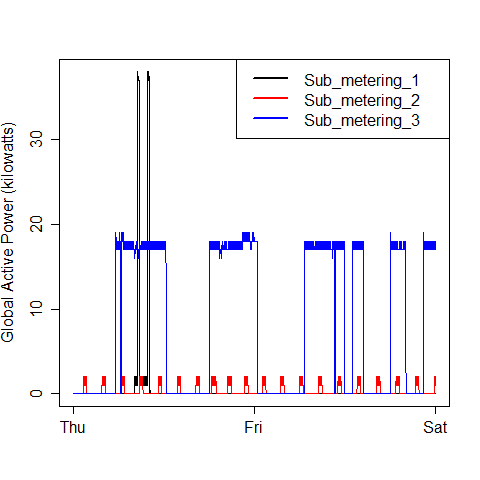 Sub_metering_1
Sub_metering_2
Sub_metering_3
Global Active Power (kilowatts)
30
20
10
0
Thu Fri Sat